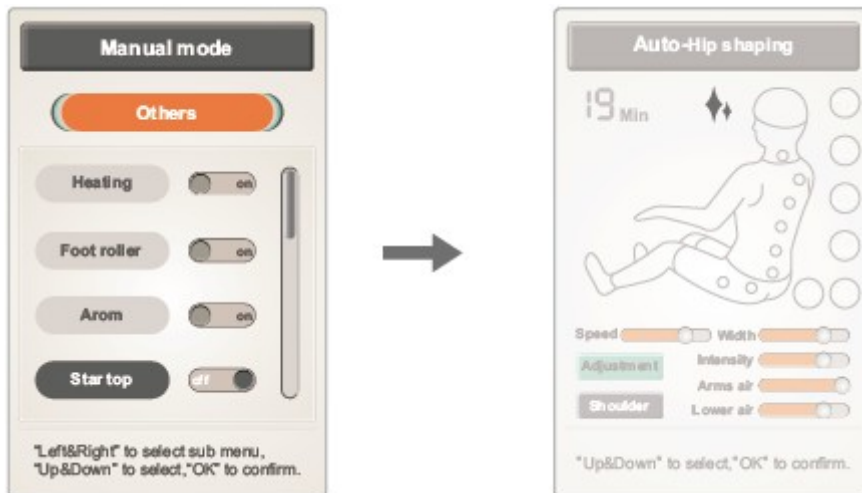 Manual mode
Others
Heating on
Foot roller on
Arom on
Star top off
"Left&Right" to select sub menu,
"Up&Down" to select,"OK" to confirm.
Auto-Hip shaping
19 Min
Speed Width
Adjustment Intensity
Arms air
Shoulder Lower air
"Up&Down" to select,"OK" to confirm.